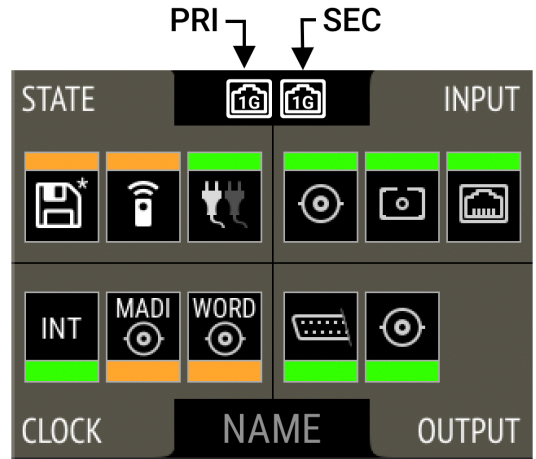 PRI SEC
STATE 1G 1G INPUT
*
INT MADI WORD
CLOCK NAME OUTPUT